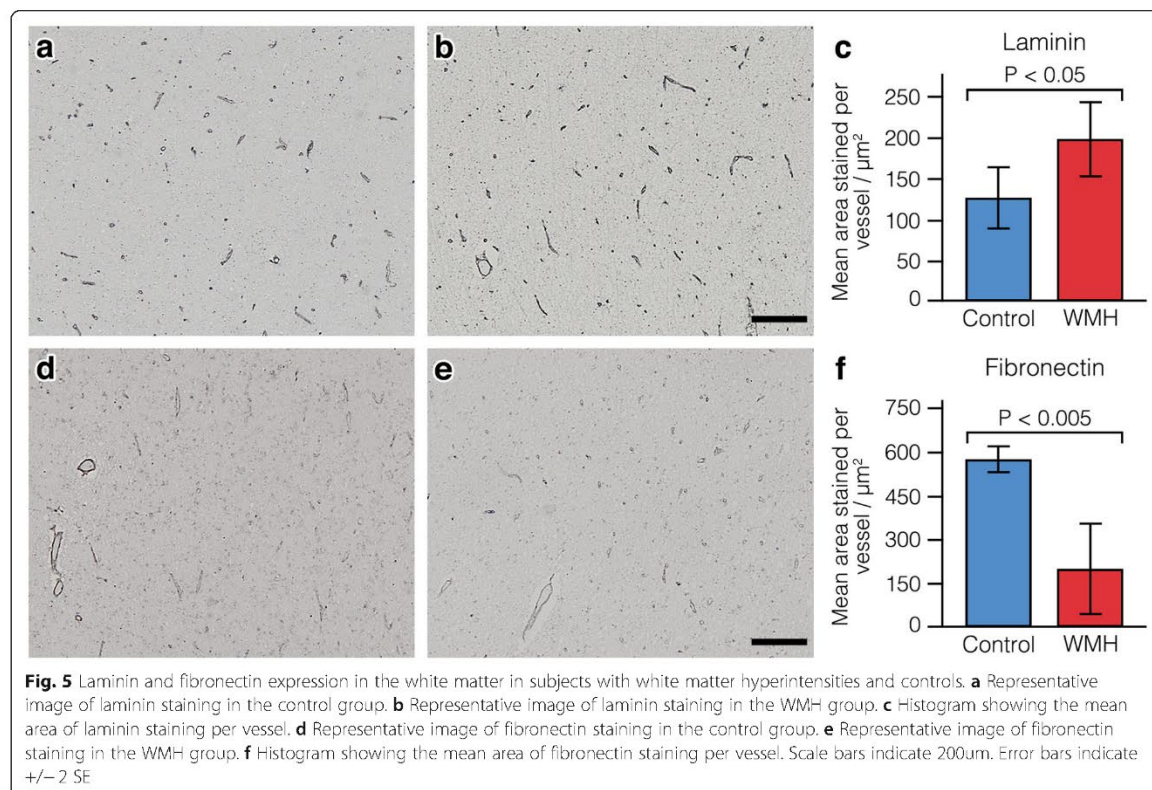 a
b
c
Laminin
P < 0.05
Mean area stained per
vessel / µm²
250
200
150
100
50
0
Control
WMH
d
e
f
Fibronectin
P < 0.005
Mean area stained per
vessel / µm²
750
600
450
300
150
0
Control
WMH
Fig. 5 Laminin and fibronectin expression in the white matter in subjects with white matter hyperintensities and controls. a Representative
image of laminin staining in the control group. b Representative image of laminin staining in the WMH group. c Histogram showing the mean
area of laminin staining per vessel. d Representative image of fibronectin staining in the control group. e Representative image of fibronectin
staining in the WMH group. f Histogram showing the mean area of fibronectin staining per vessel. Scale bars indicate 200um. Error bars indicate
+/− 2 SE